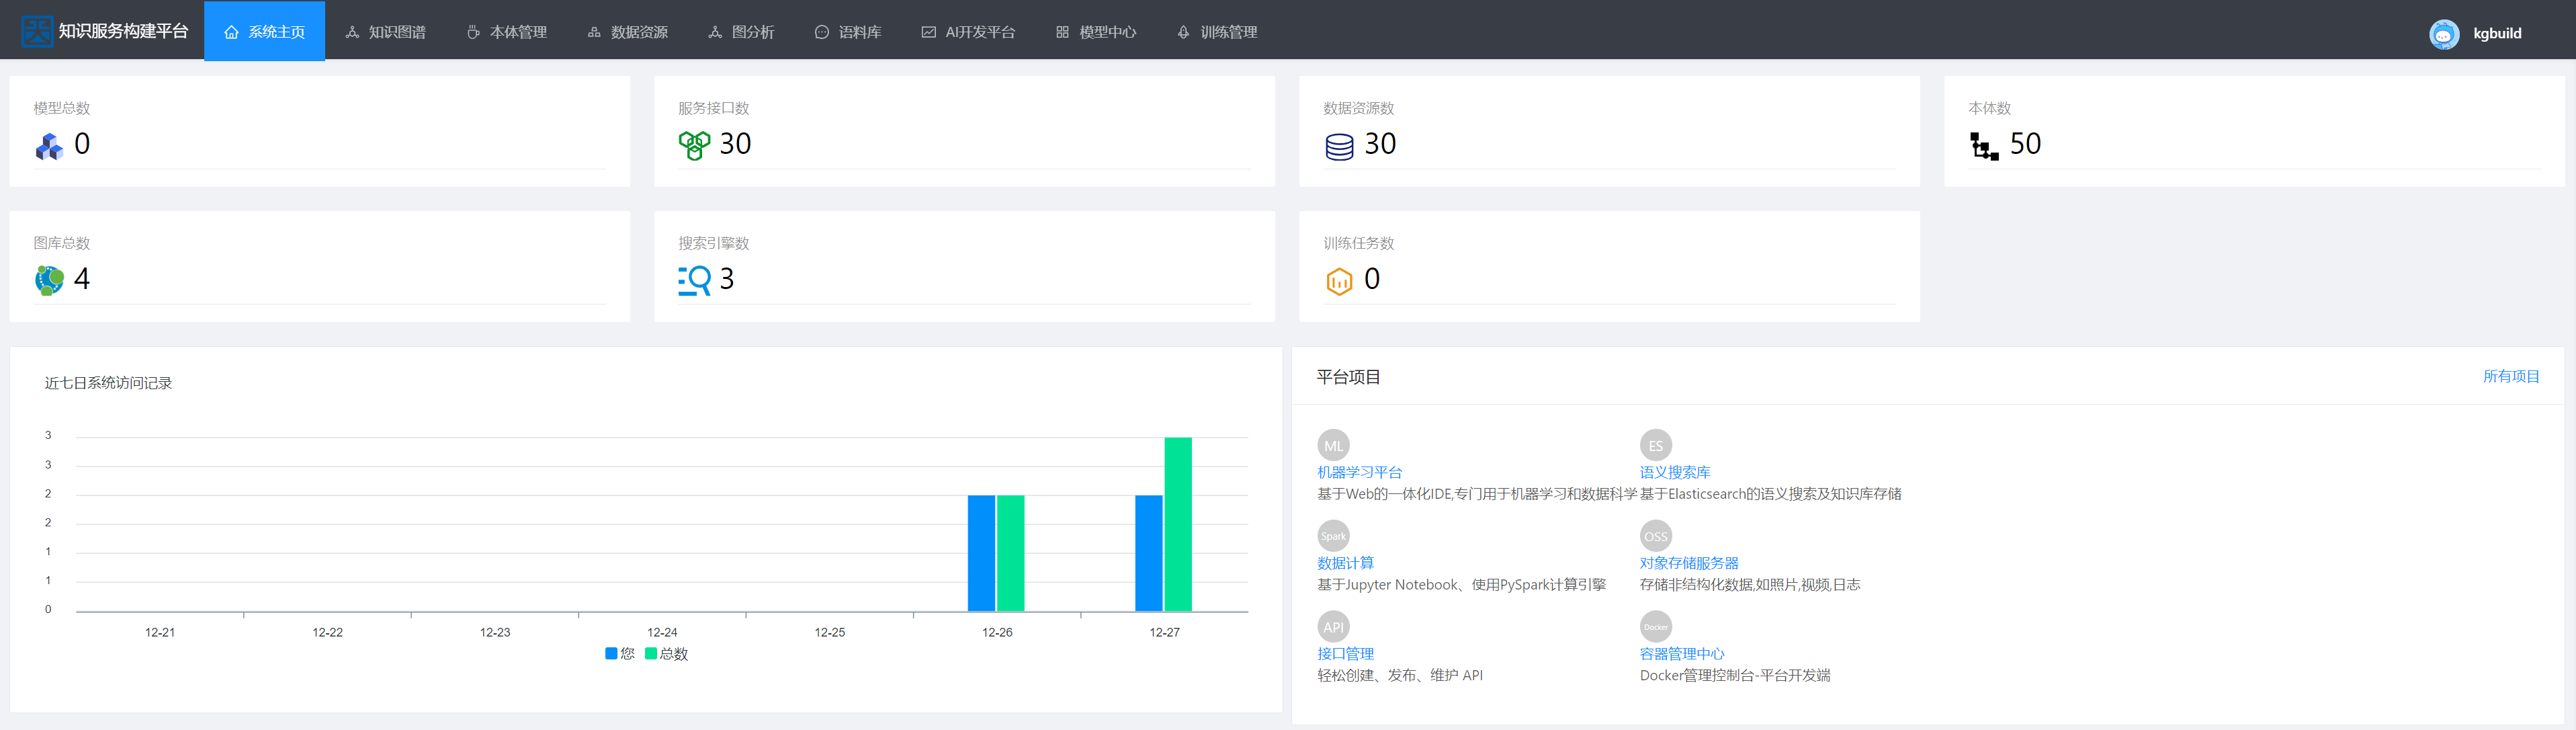 知识服务构建平台 系统主页 知识图谱 本体管理 数据资源 图分析 语料库 AI开发平台 模型中心 训练管理 kgbuild
模型总数
0
服务接口数
30
数据资源数
30
本体数
50
图库总数
4
搜索引擎数
3
训练任务数
0
近七日系统访问记录
3
3
2
2
1
1
0
12-21 12-22 12-23 12-24 12-25 12-26 12-27
您 总数
平台项目 所有项目
ML
机器学习平台
基于Web的一体化IDE,专门用于机器学习和数据科学
ES
语义搜索库
基于Elasticsearch的语义搜索及知识库存储
Spark
数据计算
基于Jupyter Notebook、使用PySpark计算引擎
OSS
对象存储服务器
存储非结构化数据,如照片,视频,日志
API
接口管理
轻松创建、发布、维护 API
Docker
容器管理中心
Docker管理控制台-平台开发端